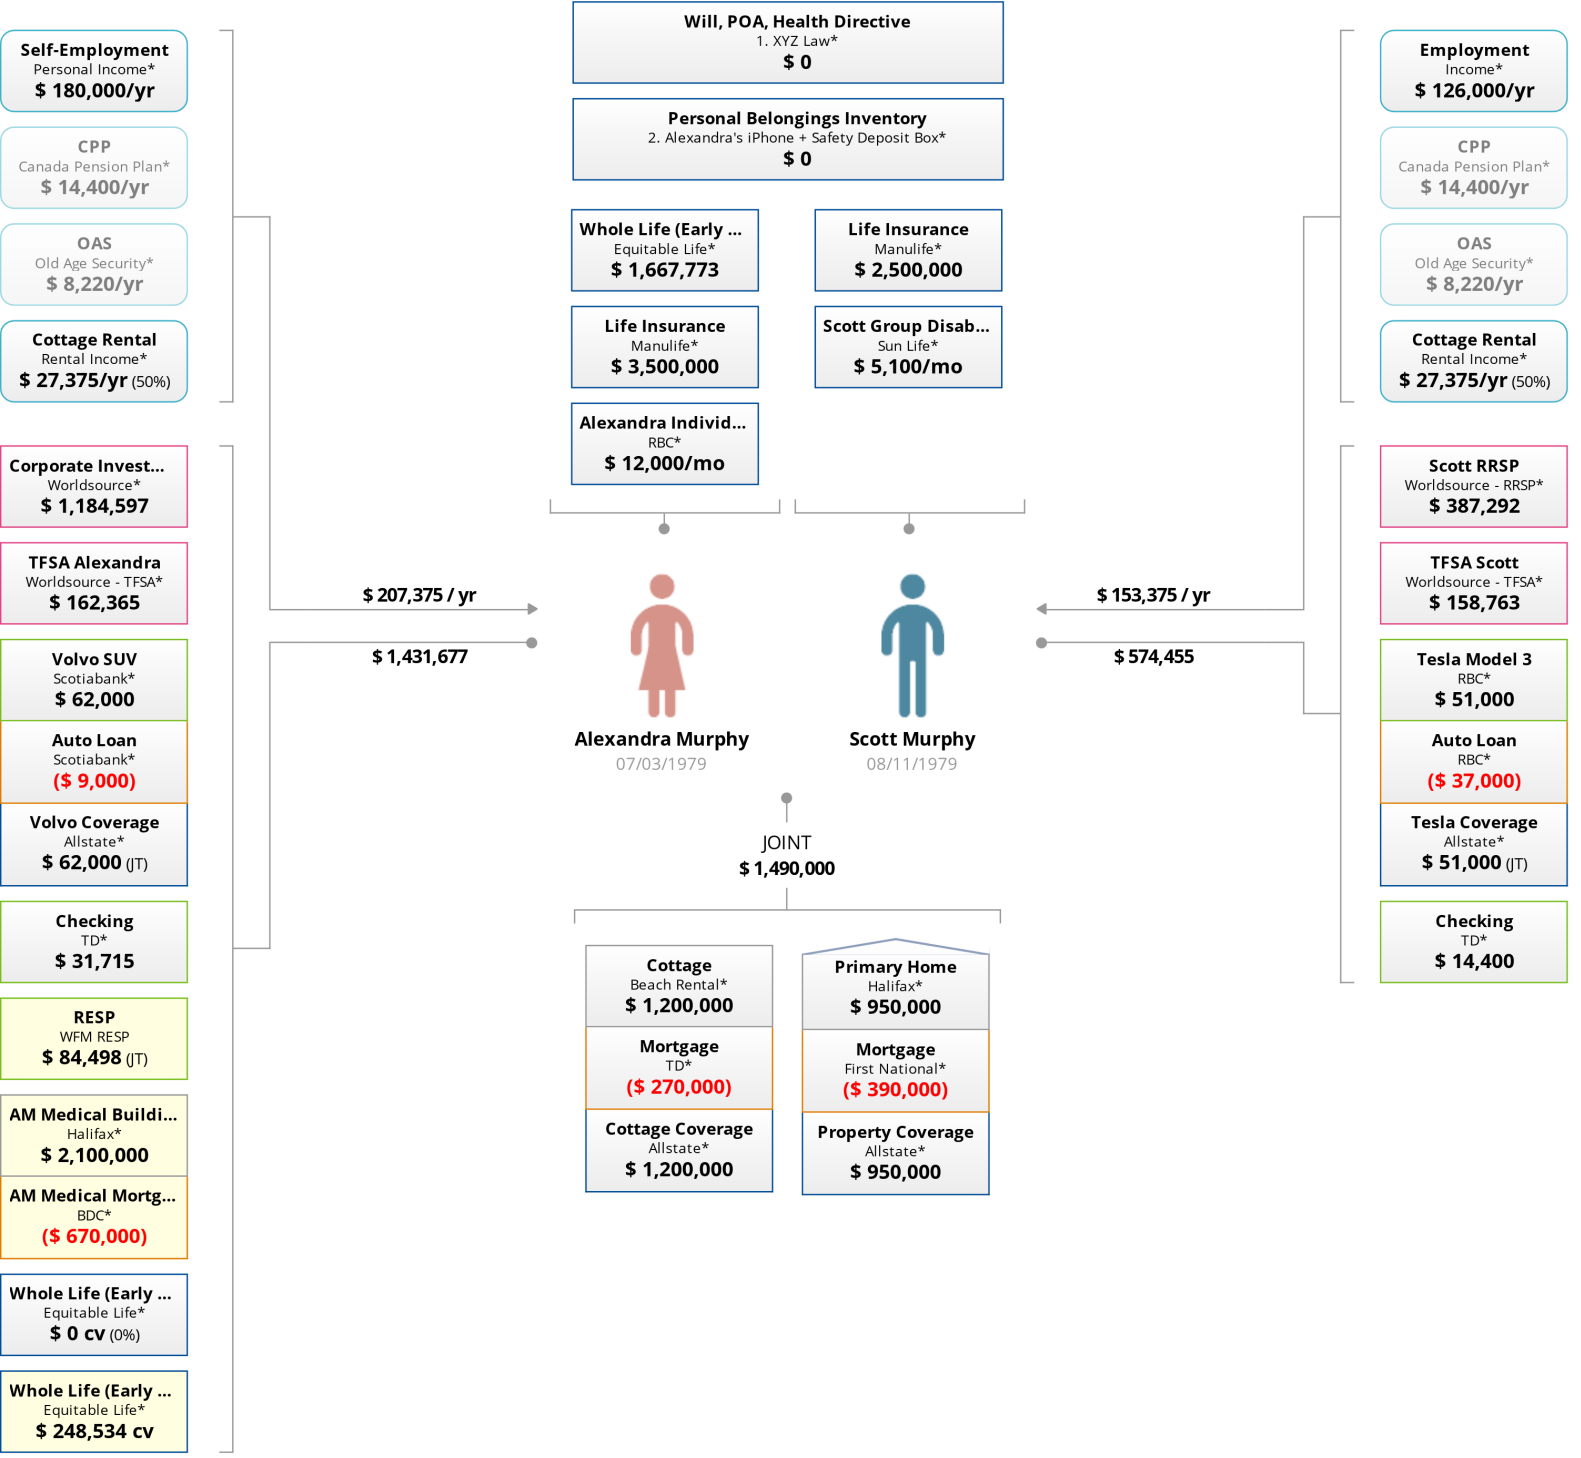 Will, POA, Health Directive
1. XYZ Law*
$ 0
Personal Belongings Inventory
2. Alexandra's iPhone + Safety Deposit Box*
$ 0
Self-Employment
Personal Income*
$ 180,000/yr
CPP
Canada Pension Plan*
$ 14,400/yr
OAS
Old Age Security*
$ 8,220/yr
Cottage Rental
Rental Income*
$ 27,375/yr (50%)
Corporate Invest...
Worldsource*
$ 1,184,597
TFSA Alexandra
Worldsource - TFSA*
$ 162,365
Volvo SUV
Scotiabank*
$ 62,000
Auto Loan
Scotiabank*
($ 9,000)
Volvo Coverage
Allstate*
$ 62,000 (JT)
Checking
TD*
$ 31,715
RESP
WFM RESP
$ 84,498 (JT)
AM Medical Buildi...
Halifax*
$ 2,100,000
AM Medical Mortg...
BDC*
($ 670,000)
Whole Life (Early ...
Equitable Life*
$ 0 cv (0%)
Whole Life (Early ...
Equitable Life*
$ 248,534 cv
$ 207,375 / yr
$ 1,431,677
Whole Life (Early ...
Equitable Life*
$ 1,667,773
Life Insurance
Manulife*
$ 3,500,000
Alexandra Individ...
RBC*
$ 12,000/mo
Life Insurance
Manulife*
$ 2,500,000
Scott Group Disab...
Sun Life*
$ 5,100/mo
Alexandra Murphy
07/03/1979
Scott Murphy
08/11/1979
JOINT
$ 1,490,000
Cottage
Beach Rental*
$ 1,200,000
Mortgage
TD*
($ 270,000)
Cottage Coverage
Allstate*
$ 1,200,000
Primary Home
Halifax*
$ 950,000
Mortgage
First National*
($ 390,000)
Property Coverage
Allstate*
$ 950,000
$ 153,375 / yr
$ 574,455
Employment
Income*
$ 126,000/yr
CPP
Canada Pension Plan*
$ 14,400/yr
OAS
Old Age Security*
$ 8,220/yr
Cottage Rental
Rental Income*
$ 27,375/yr (50%)
Scott RRSP
Worldsource - RRSP*
$ 387,292
TFSA Scott
Worldsource - TFSA*
$ 158,763
Tesla Model 3
RBC*
$ 51,000
Auto Loan
RBC*
($ 37,000)
Tesla Coverage
Allstate*
$ 51,000 (JT)
Checking
TD*
$ 14,400